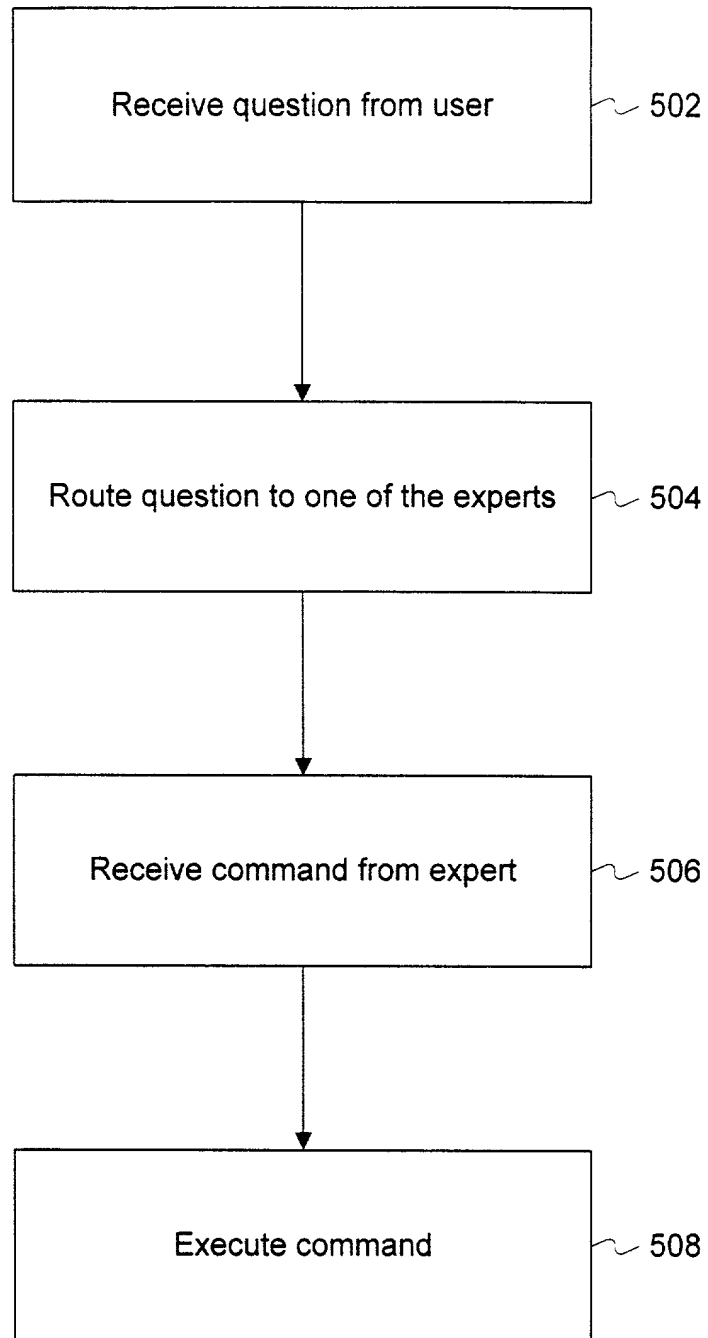 Receive question from user
502
Route question to one of the experts
504
Receive command from expert
506
Execute command
508